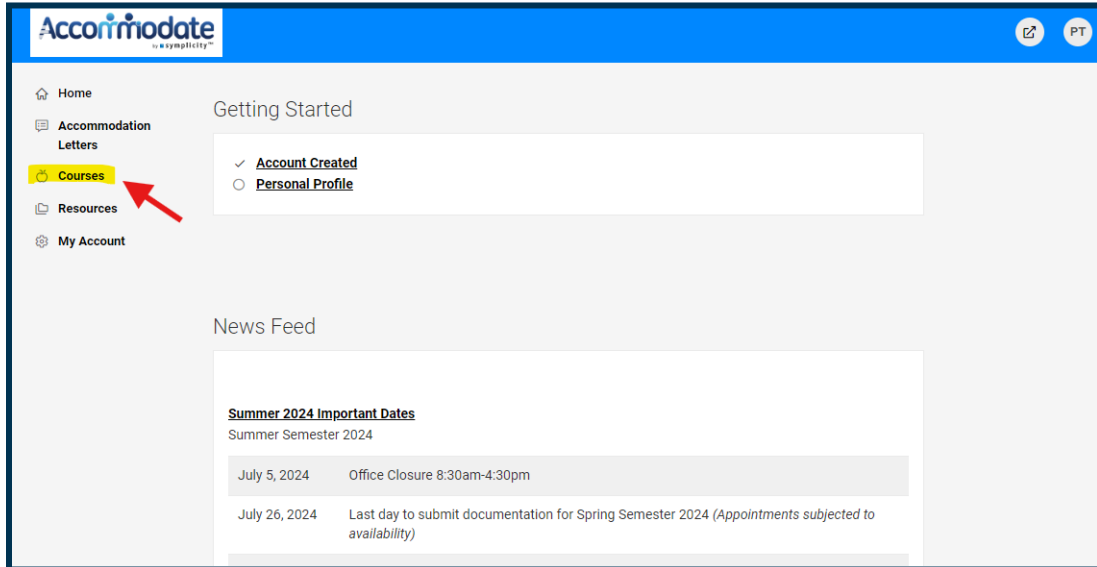 Accommodate
by symplicity™
PT
Home
Accommodation
Letters
Courses
Resources
My Account
Getting Started
Account Created
Personal Profile
News Feed
Summer 2024 Important Dates
Summer Semester 2024
July 5, 2024 Office Closure 8:30am-4:30pm
July 26, 2024 Last day to submit documentation for Spring Semester 2024 (Appointments subjected to
availability)